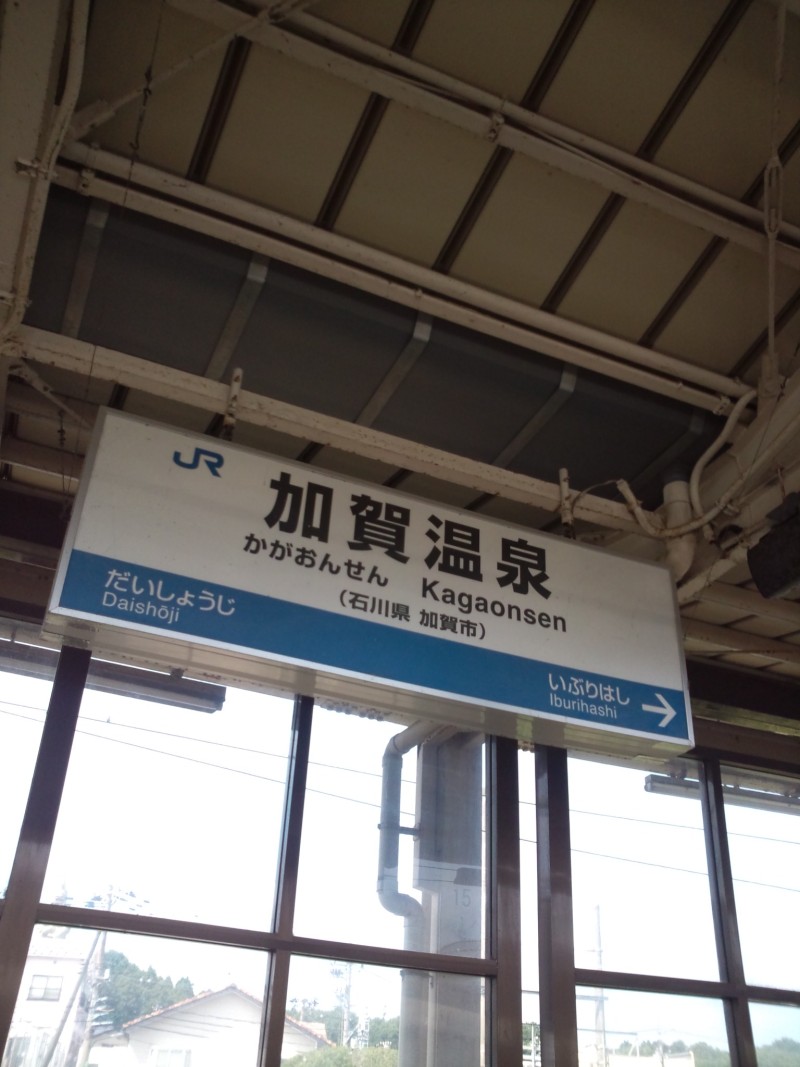 JR
加賀温泉
かがおんせん Kagaonsen
(石川県 加賀市)
だいしょうじ
Daishōji
いぶりはし
Iburihashi
15